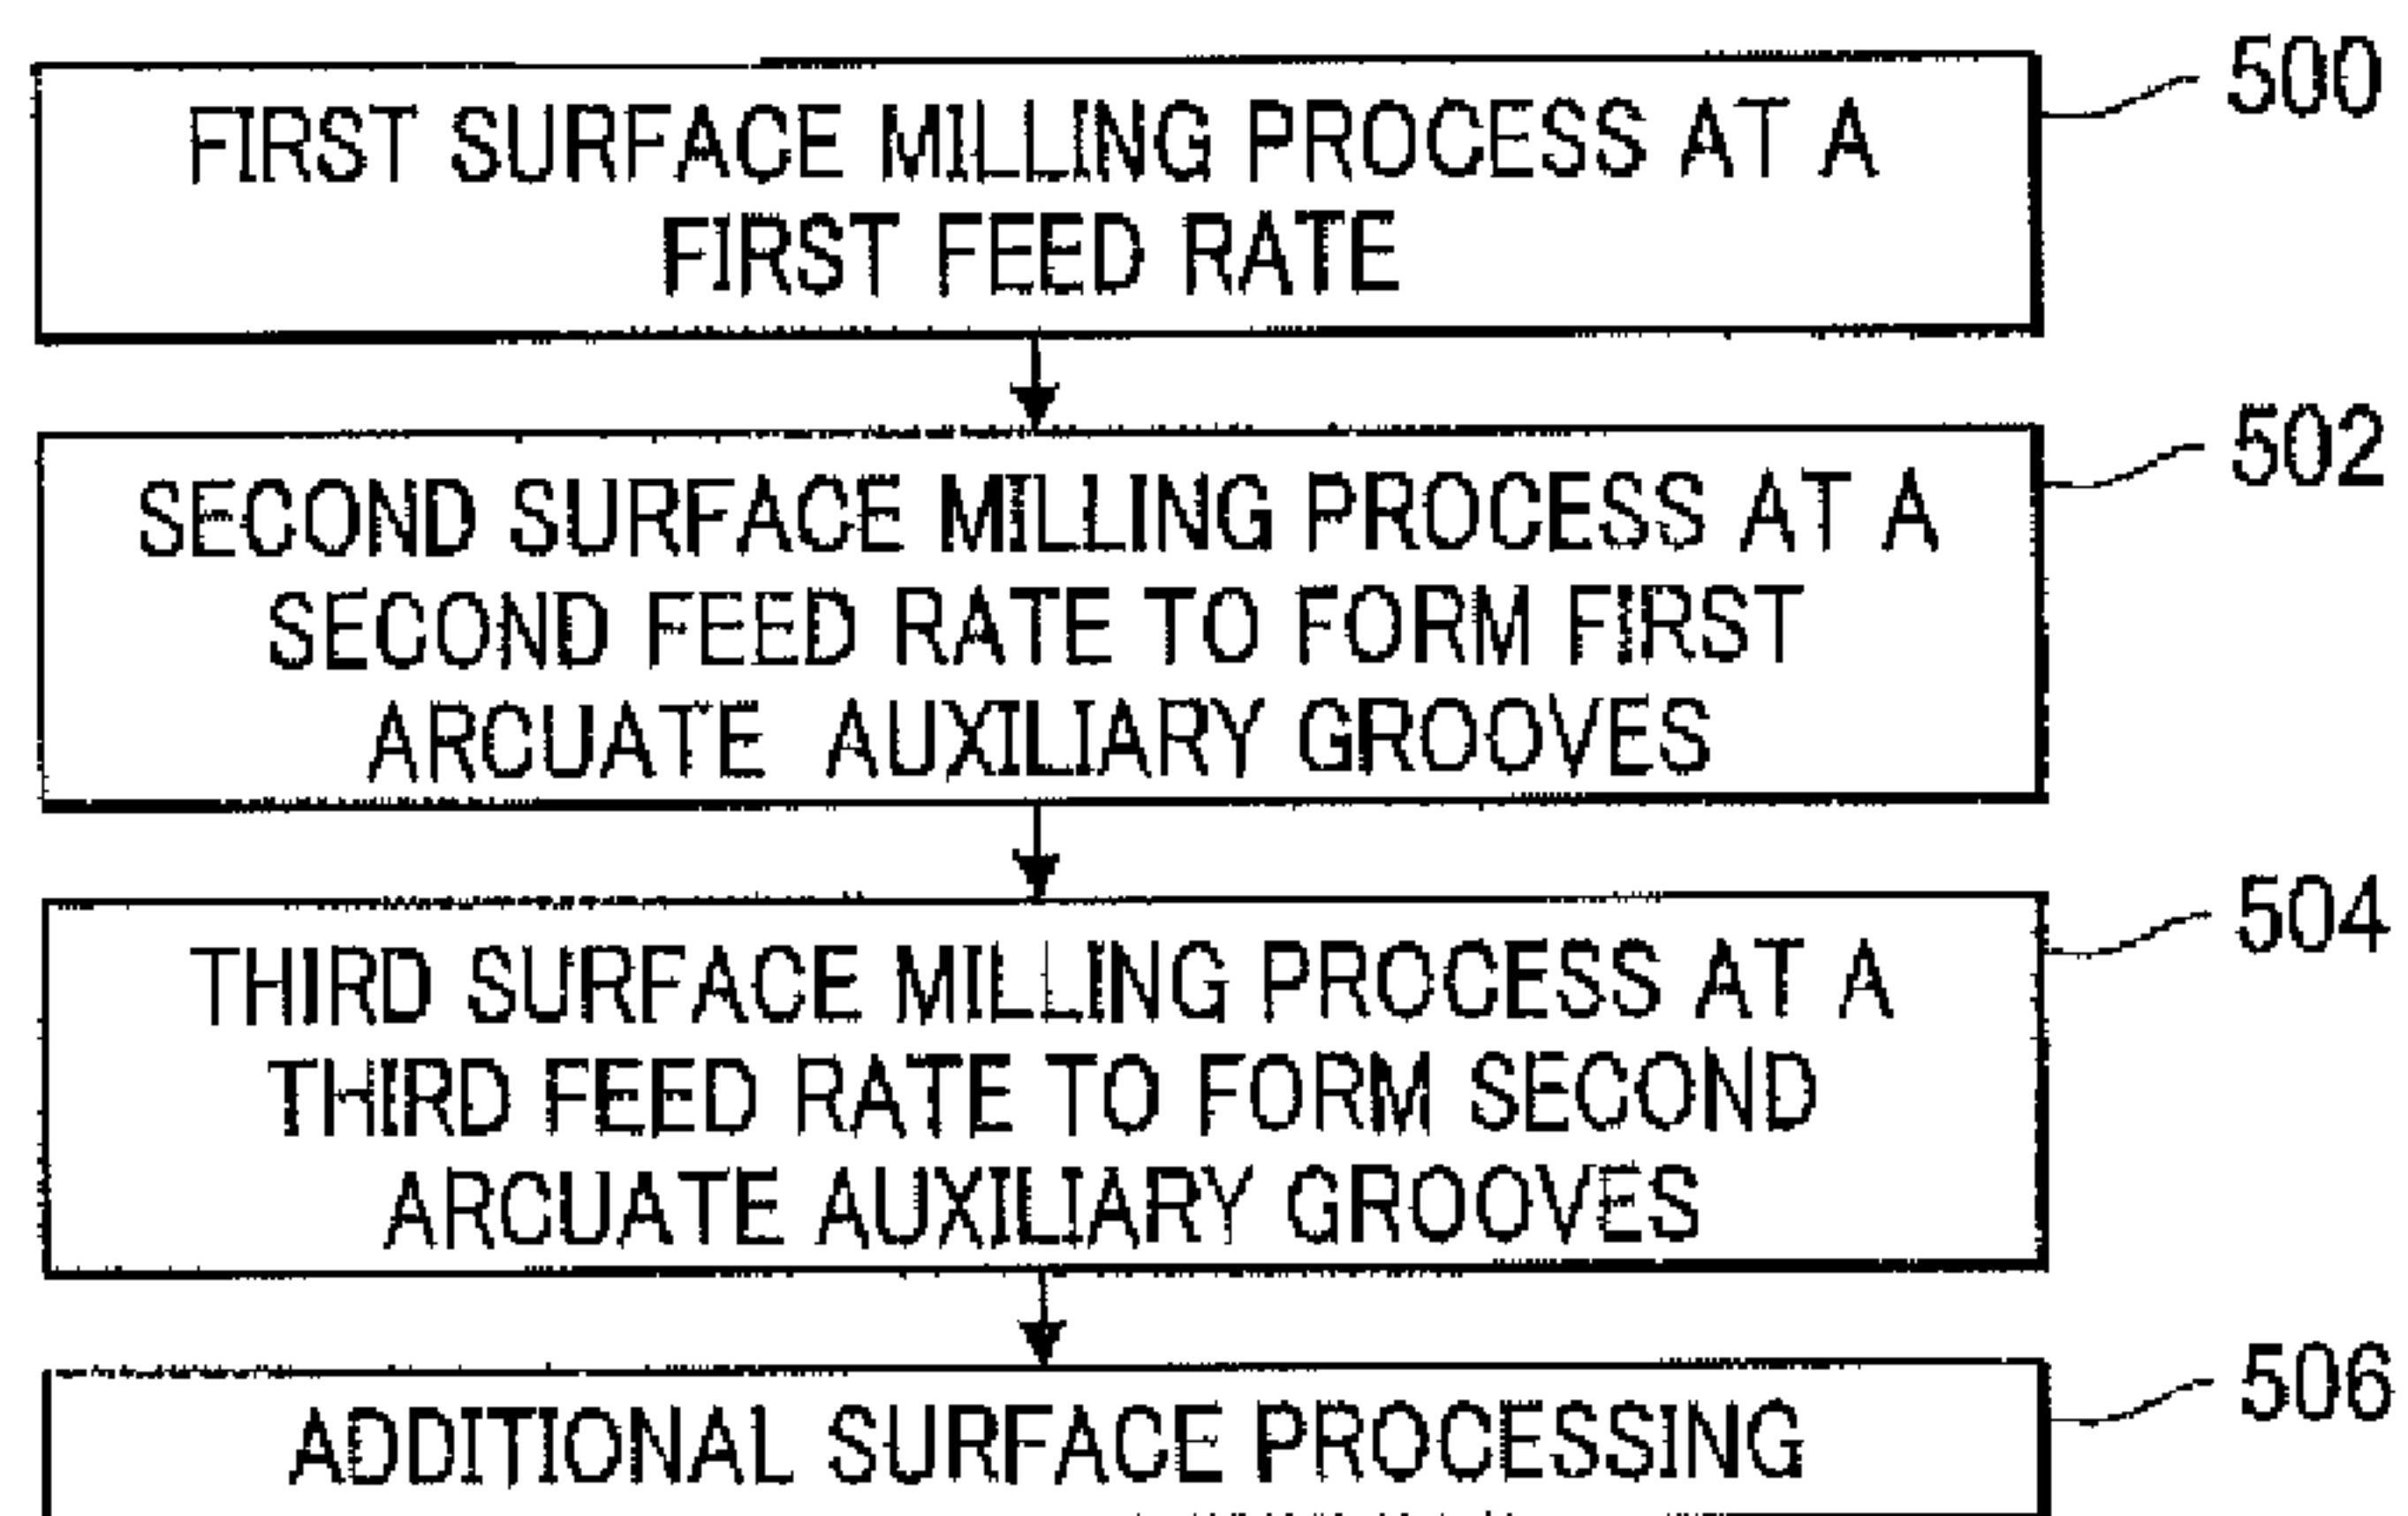 FIRST SURFACE MILLING PROCESS AT A
FIRST FEED RATE
500
SECOND SURFACE MILLING PROCESS AT A
SECOND FEED RATE TO FORM FIRST
ARCUATE AUXILIARY GROOVES
502
THIRD SURFACE MILLING PROCESS AT A
THIRD FEED RATE TO FORM SECOND
ARCUATE AUXILIARY GROOVES
504
ADDITIONAL SURFACE PROCESSING
506